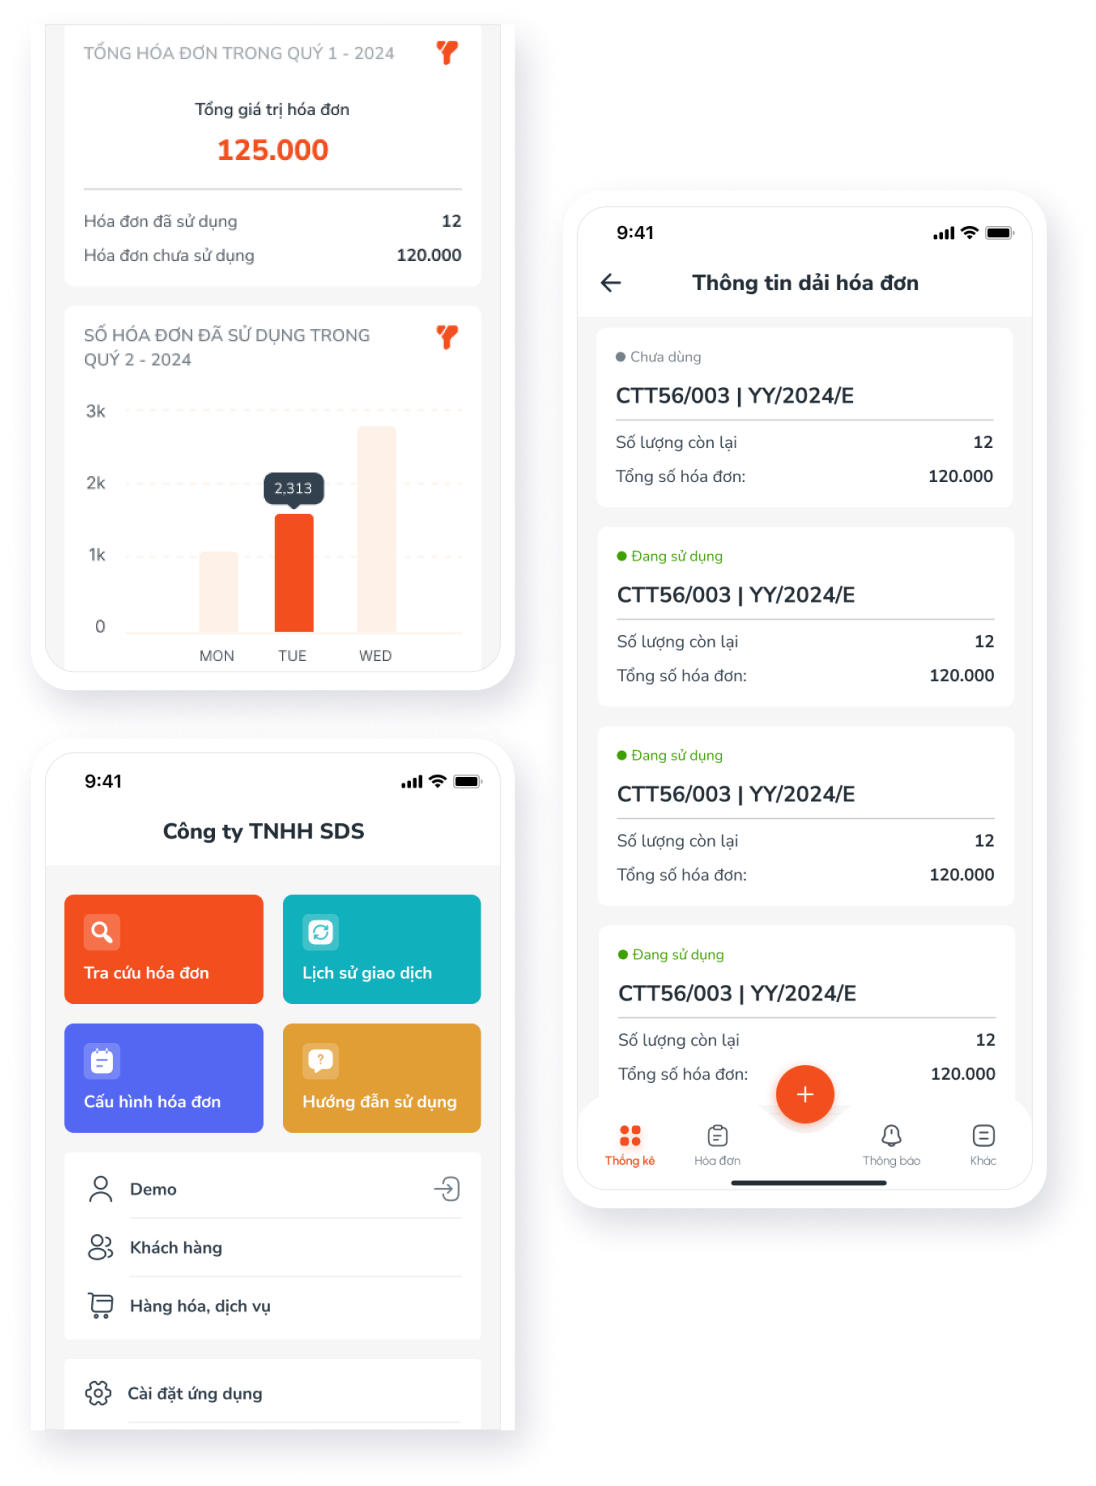 TỔNG HÓA ĐƠN TRONG QUÝ 1 - 2024
Tổng giá trị hóa đơn
125.000
Hóa đơn đã sử dụng 12
Hóa đơn chưa sử dụng 120.000
SỐ HÓA ĐƠN ĐÃ SỬ DỤNG TRONG
QUÝ 2 - 2024
3k
2k
2,313
1k
0
MON TUE WED
9:41
Công ty TNHH SDS
Tra cứu hóa đơn
Lịch sử giao dịch
Cấu hình hóa đơn
Hướng đẫn sử dụng
Demo
Khách hàng
Hàng hóa, dịch vụ
Cài đặt ứng dụng
9:41
Thông tin dải hóa đơn
Chưa dùng
CTT56/003 | YY/2024/E
Số lượng còn lại 12
Tổng số hóa đơn: 120.000
Đang sử dụng
CTT56/003 | YY/2024/E
Số lượng còn lại 12
Tổng số hóa đơn: 120.000
Đang sử dụng
CTT56/003 | YY/2024/E
Số lượng còn lại 12
Tổng số hóa đơn: 120.000
Đang sử dụng
CTT56/003 | YY/2024/E
Số lượng còn lại 12
Tổng số hóa đơn: 120.000
Thống kê Hóa đơn Thông báo Khác